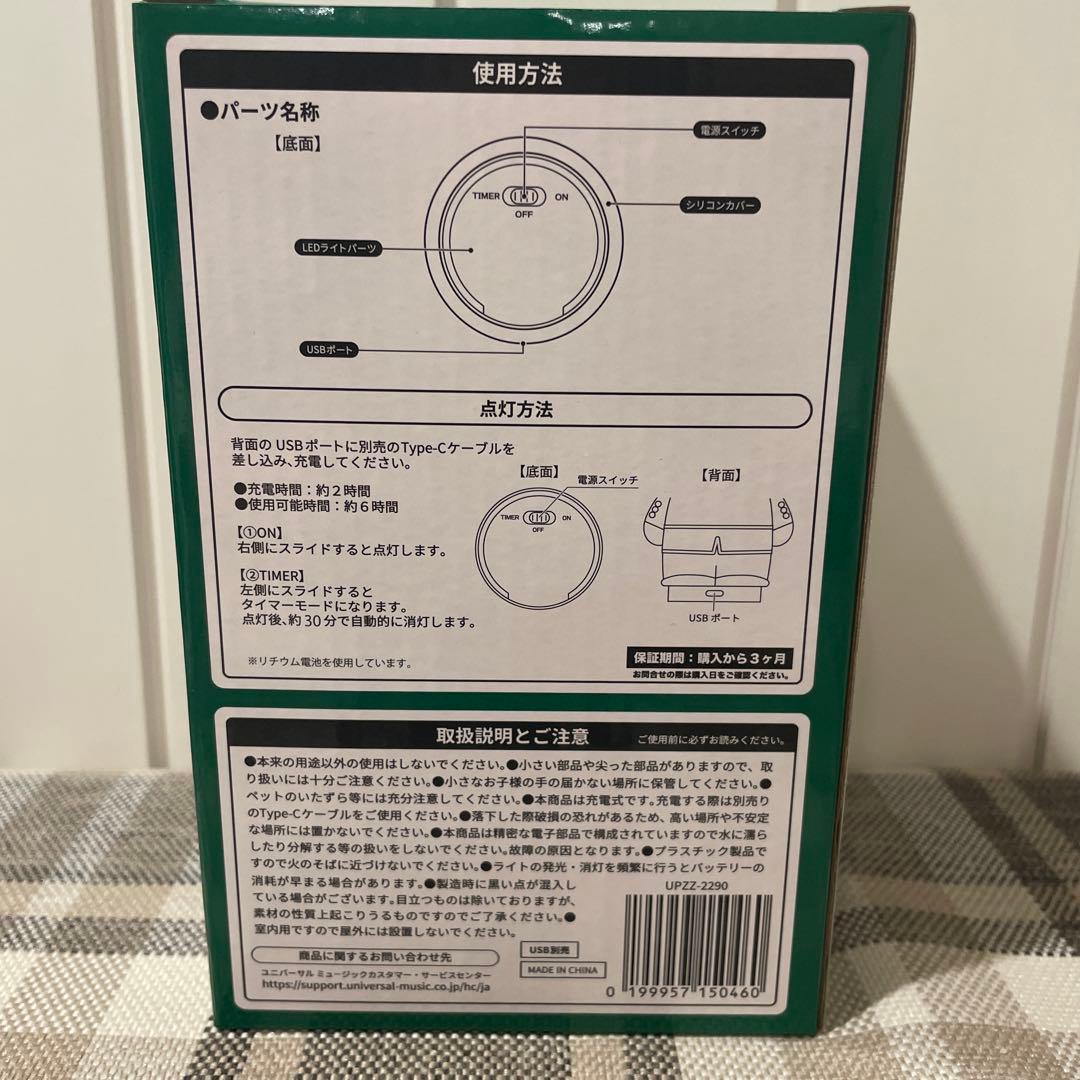 使用方法
●パーツ名称
【底面】
電源スイッチ
TIMER
ON
OFF
シリコンカバー
LEDライトパーツ
USBポート
点灯方法
背面の USBポートに別売のType-Cケーブルを
差し込み、充電してください。
●充電時間：約2時間
●使用可能時間：約6時間
【①ON】
右側にスライドすると点灯します。
【②TIMER】
左側にスライドすると
タイマーモードになります。
点灯後、約30分で自動的に消灯します。
※リチウム電池を使用しています。
【底面】
電源スイッチ
TIMER
ON
OFF
【背面】
USBポート
保証期間：購入から3ヶ月
お問合せの際は購入日をご確認ください。
取扱説明とご注意
ご使用前に必ずお読みください。
●本来の用途以外の使用はしないでください。●小さい部品や尖った部品がありますので、取
り扱いには十分ご注意ください。●小さなお子様の手の届かない場所に保管してください。●
ペットのいたずら等には充分注意してください。●本商品は充電式です。充電する際は別売り
のType-Cケーブルをご使用ください。●落下した際破損の恐れがあるため、高い場所や不安定
な場所には置かないでください。●本商品は精密な電子部品で構成されていますので水に濡ら
したり分解する等の扱いをしないでください。故障の原因となります。●プラスチック製品で
すので火のそばに近づけないでください。●ライトの発光・消灯を頻繁に行うとバッテリーの
消耗が早まる場合があります。●製造時に黒い点が混入し
ている場合がございます。目立つものは除いておりますが、
素材の性質上起こりうるものですのでご了承ください。●
室内用ですので屋外には設置しないでください。
商品に関するお問い合わせ先
ユニバーサル ミュージックカスタマー・サービスセンター
https://support.universal-music.co.jp/hc/ja
USB別売
MADE IN CHINA
UPZZ-2290
0 199957 150460